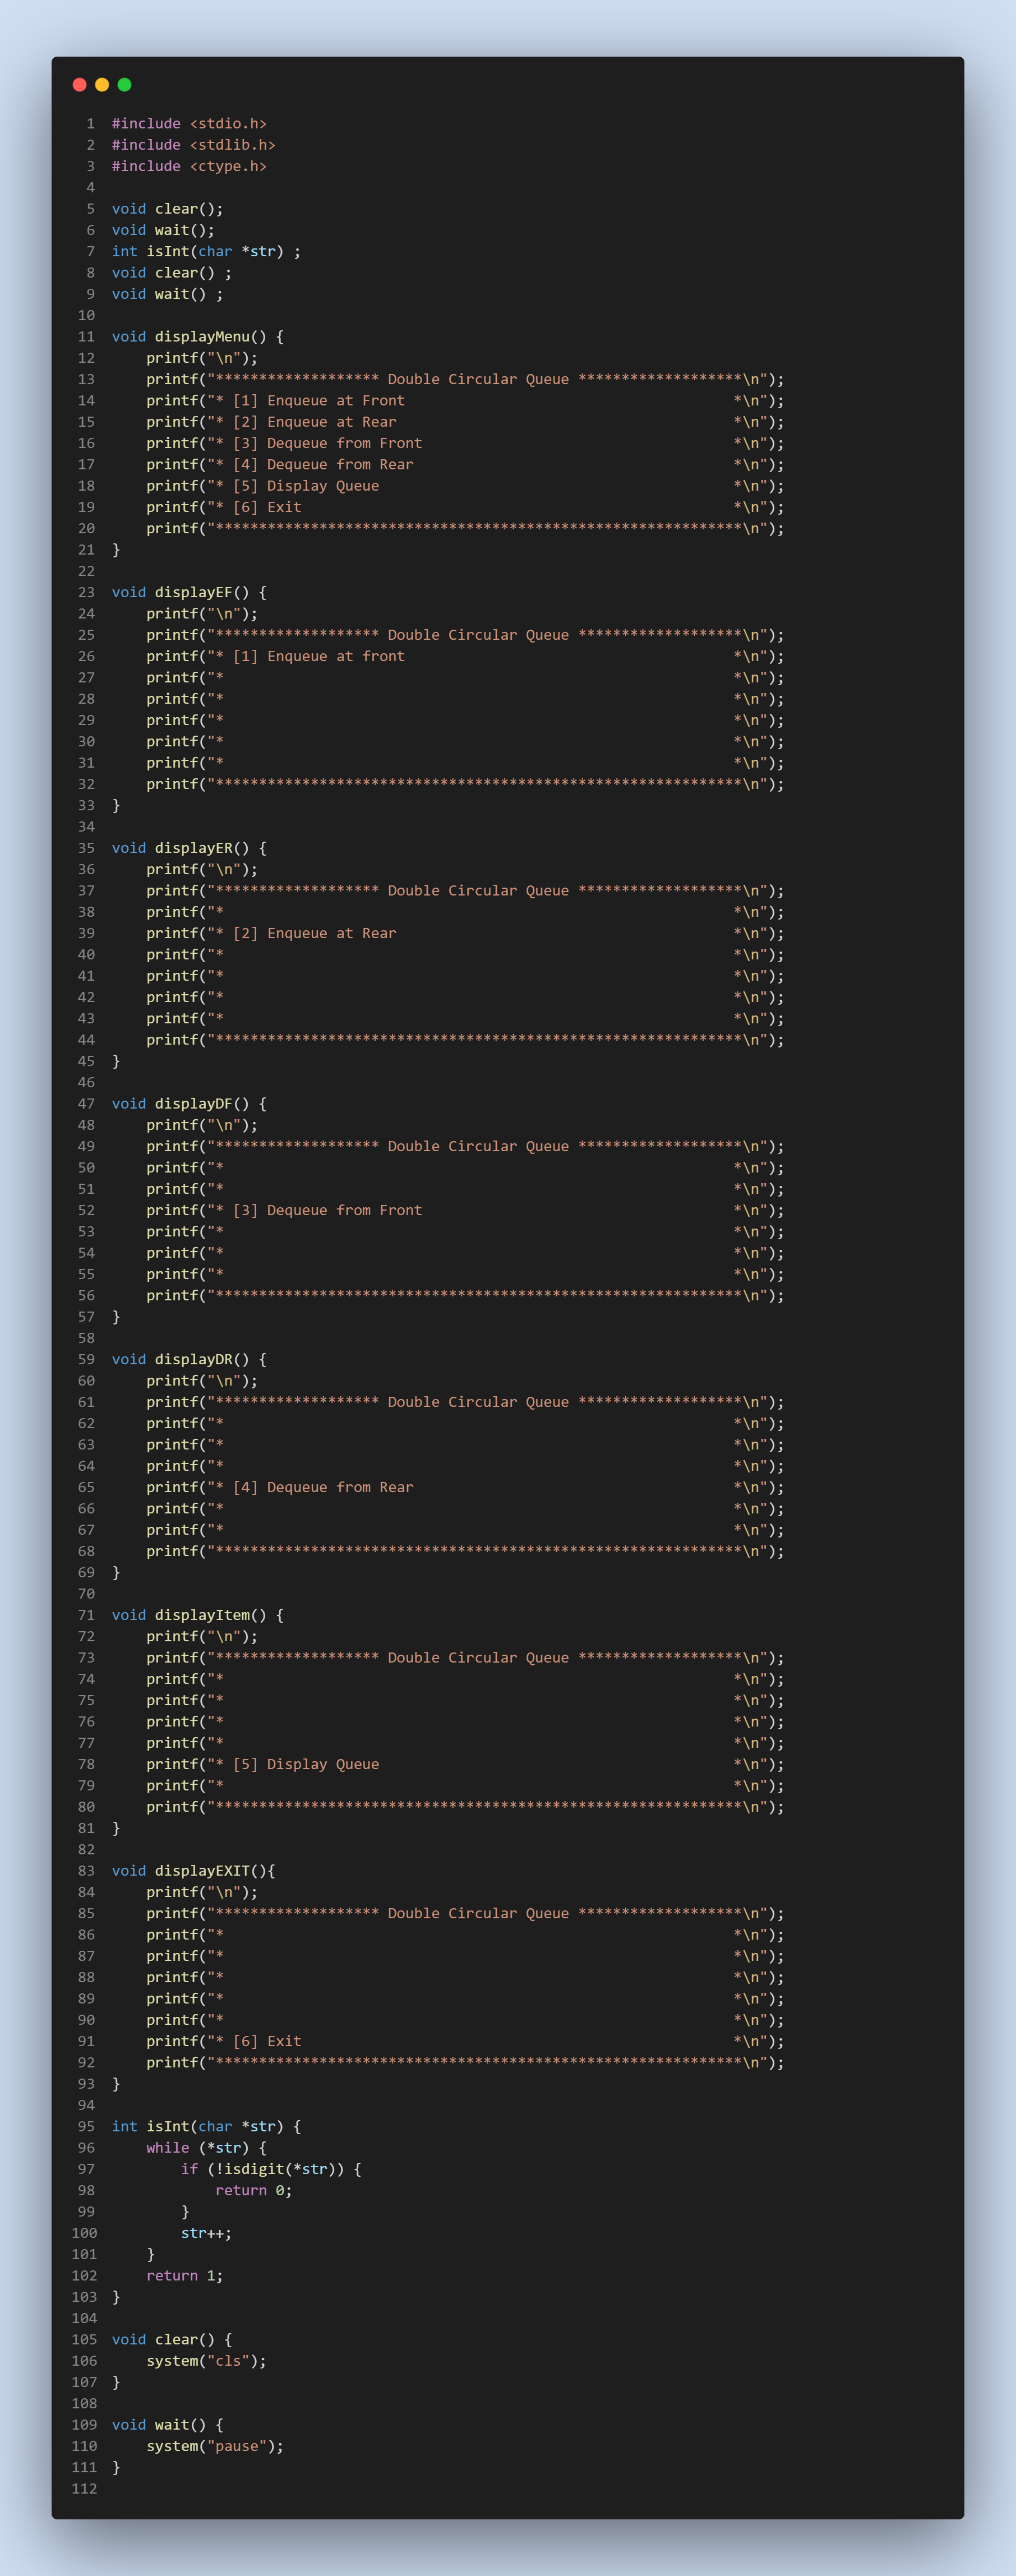 1 #include <stdio.h>
2 #include <stdlib.h>
3 #include <ctype.h>
4
5 void clear();
6 void wait();
7 int isInt(char *str) ;
8 void clear() ;
9 void wait() ;
10
11 void displayMenu() {
12     printf("\n");
13     printf("******************* Double Circular Queue *******************\n");
14     printf("* [1] Enqueue at Front                                      *\n");
15     printf("* [2] Enqueue at Rear                                       *\n");
16     printf("* [3] Dequeue from Front                                    *\n");
17     printf("* [4] Dequeue from Rear                                     *\n");
18     printf("* [5] Display Queue                                         *\n");
19     printf("* [6] Exit                                                  *\n");
20     printf("*************************************************************\n");
21 }
22
23 void displayEF() {
24     printf("\n");
25     printf("******************* Double Circular Queue *******************\n");
26     printf("* [1] Enqueue at front                                      *\n");
27     printf("*                                                           *\n");
28     printf("*                                                           *\n");
29     printf("*                                                           *\n");
30     printf("*                                                           *\n");
31     printf("*                                                           *\n");
32     printf("*************************************************************\n");
33 }
34
35 void displayER() {
36     printf("\n");
37     printf("******************* Double Circular Queue *******************\n");
38     printf("*                                                           *\n");
39     printf("* [2] Enqueue at Rear                                       *\n");
40     printf("*                                                           *\n");
41     printf("*                                                           *\n");
42     printf("*                                                           *\n");
43     printf("*                                                           *\n");
44     printf("*************************************************************\n");
45 }
46
47 void displayDF() {
48     printf("\n");
49     printf("******************* Double Circular Queue *******************\n");
50     printf("*                                                           *\n");
51     printf("*                                                           *\n");
52     printf("* [3] Dequeue from Front                                    *\n");
53     printf("*                                                           *\n");
54     printf("*                                                           *\n");
55     printf("*                                                           *\n");
56     printf("*************************************************************\n");
57 }
58
59 void displayDR() {
60     printf("\n");
61     printf("******************* Double Circular Queue *******************\n");
62     printf("*                                                           *\n");
63     printf("*                                                           *\n");
64     printf("*                                                           *\n");
65     printf("* [4] Dequeue from Rear                                     *\n");
66     printf("*                                                           *\n");
67     printf("*                                                           *\n");
68     printf("*************************************************************\n");
69 }
70
71 void displayItem() {
72     printf("\n");
73     printf("******************* Double Circular Queue *******************\n");
74     printf("*                                                           *\n");
75     printf("*                                                           *\n");
76     printf("*                                                           *\n");
77     printf("*                                                           *\n");
78     printf("* [5] Display Queue                                         *\n");
79     printf("*                                                           *\n");
80     printf("*************************************************************\n");
81 }
82
83 void displayEXIT(){
84     printf("\n");
85     printf("******************* Double Circular Queue *******************\n");
86     printf("*                                                           *\n");
87     printf("*                                                           *\n");
88     printf("*                                                           *\n");
89     printf("*                                                           *\n");
90     printf("*                                                           *\n");
91     printf("* [6] Exit                                                  *\n");
92     printf("*************************************************************\n");
93 }
94
95 int isInt(char *str) {
96     while (*str) {
97         if (!isdigit(*str)) {
98             return 0;
99         }
100         str++;
101     }
102     return 1;
103 }
104
105 void clear() {
106     system("cls");
107 }
108
109 void wait() {
110     system("pause");
111 }
112